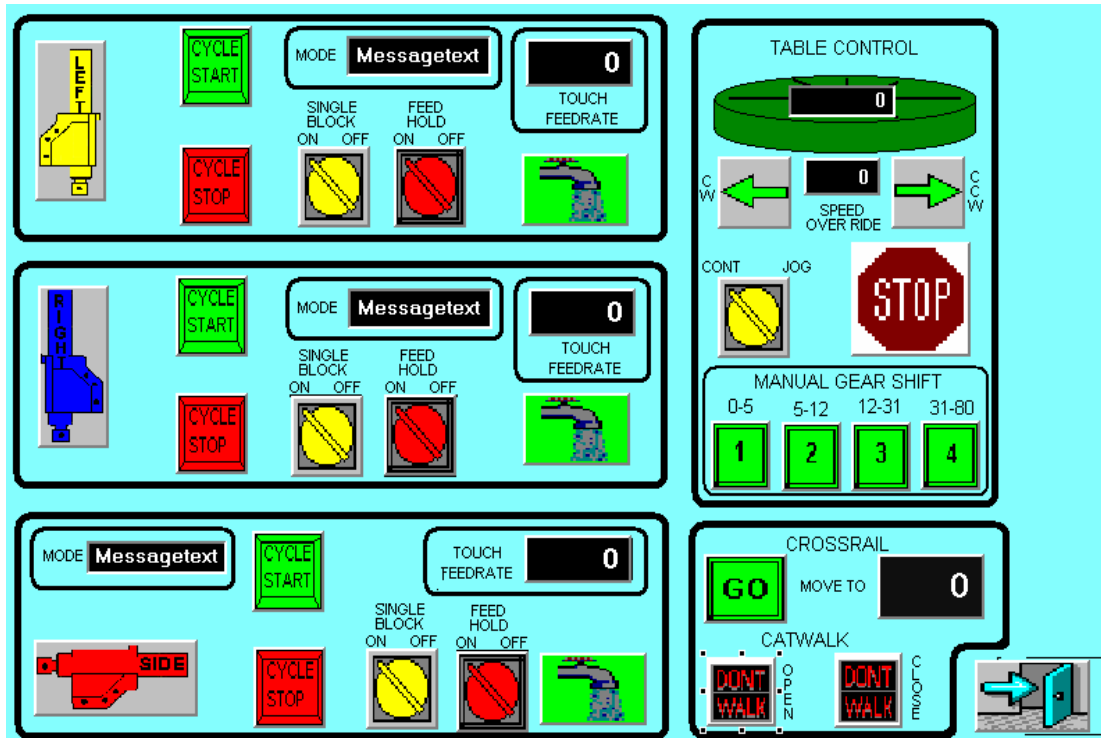 LEFT
CYCLE
START
MODE
Messagetext
0
TOUCH
FEEDRATE
SINGLE
BLOCK
ON OFF
FEED
HOLD
ON OFF
CYCLE
STOP
RIGHT
CYCLE
START
MODE
Messagetext
0
TOUCH
FEEDRATE
SINGLE
BLOCK
ON OFF
FEED
HOLD
ON OFF
CYCLE
STOP
MODE
Messagetext
CYCLE
START
TOUCH
FEEDRATE
0
SINGLE
BLOCK
ON OFF
FEED
HOLD
ON OFF
SIDE
CYCLE
STOP
TABLE CONTROL
0
CW
0
CCW
SPEED
OVER RIDE
CONT JOG
STOP
MANUAL GEAR SHIFT
0-5 5-12 12-31 31-80
1 2 3 4
CROSSRAIL
GO
MOVE TO
0
CATWALK
DONT
WALK
OPEN
DONT
WALK
CLOSE